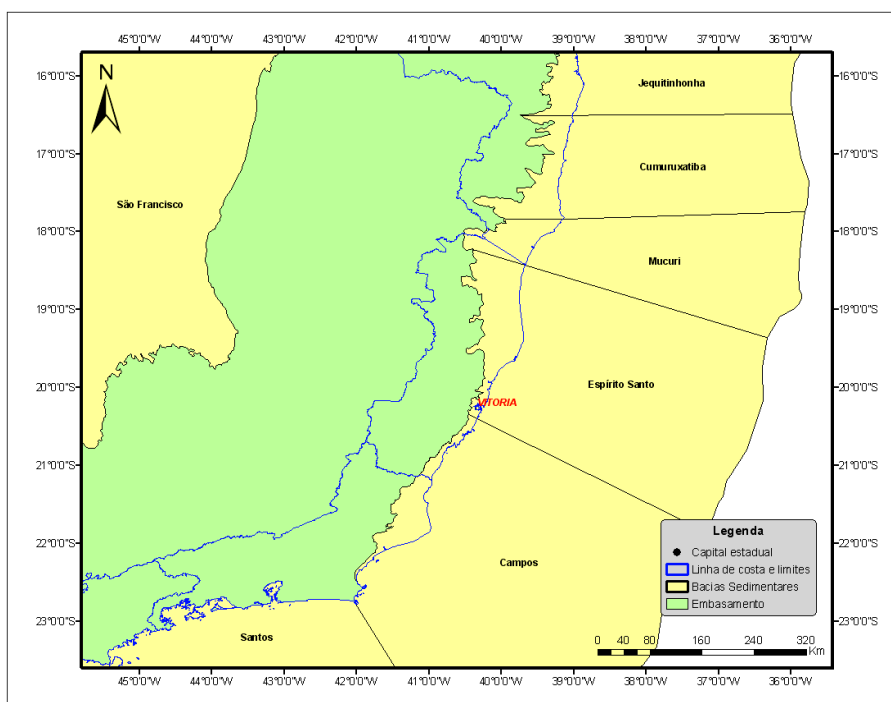 45°0'0"W 44°0'0"W 43°0'0"W 42°0'0"W 41°0'0"W 40°0'0"W 39°0'0"W 38°0'0"W 37°0'0"W 36°0'0"W
N
16°0'0"S 16°0'0"S
Jequitinhonha
17°0'0"S 17°0'0"S
Cumuruxatiba
São Francisco
18°0'0"S 18°0'0"S
Mucuri
19°0'0"S 19°0'0"S
Espírito Santo
20°0'0"S 20°0'0"S
VITORIA
21°0'0"S 21°0'0"S
22°0'0"S 22°0'0"S
Campos
23°0'0"S 23°0'0"S
Santos
Legenda
Capital estadual
Linha de costa e limites
Bacias Sedimentares
Embasamento
0 20 40 80 160 240 320
Km
45°0'0"W 44°0'0"W 43°0'0"W 42°0'0"W 41°0'0"W 40°0'0"W 39°0'0"W 38°0'0"W 37°0'0"W 36°0'0"W